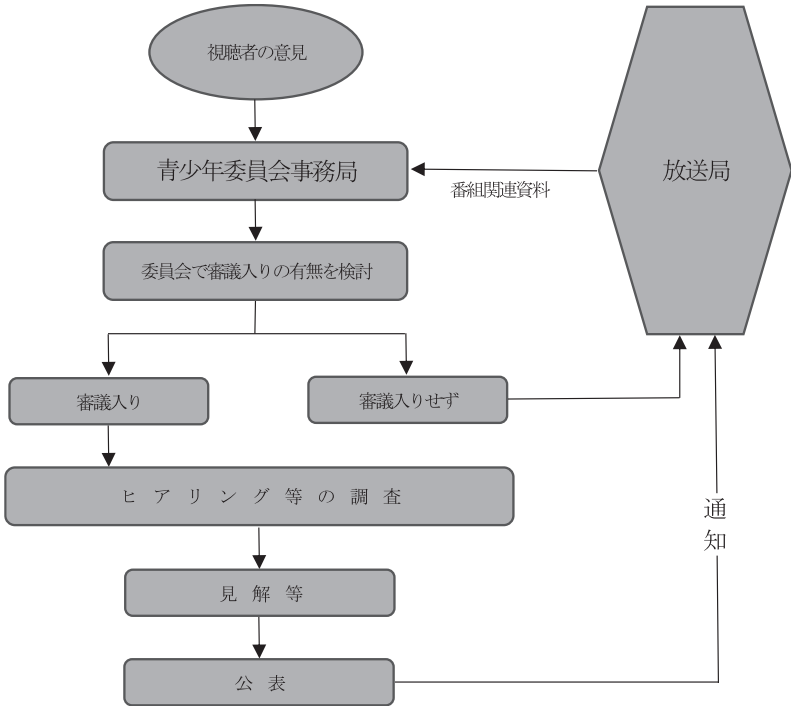 視聴者の意見
青少年委員会事務局
放送局
番組関連資料
委員会で審議入りの有無を検討
審議入り
審議入りせず
ヒアリング等の調査
通知
見解等
公表